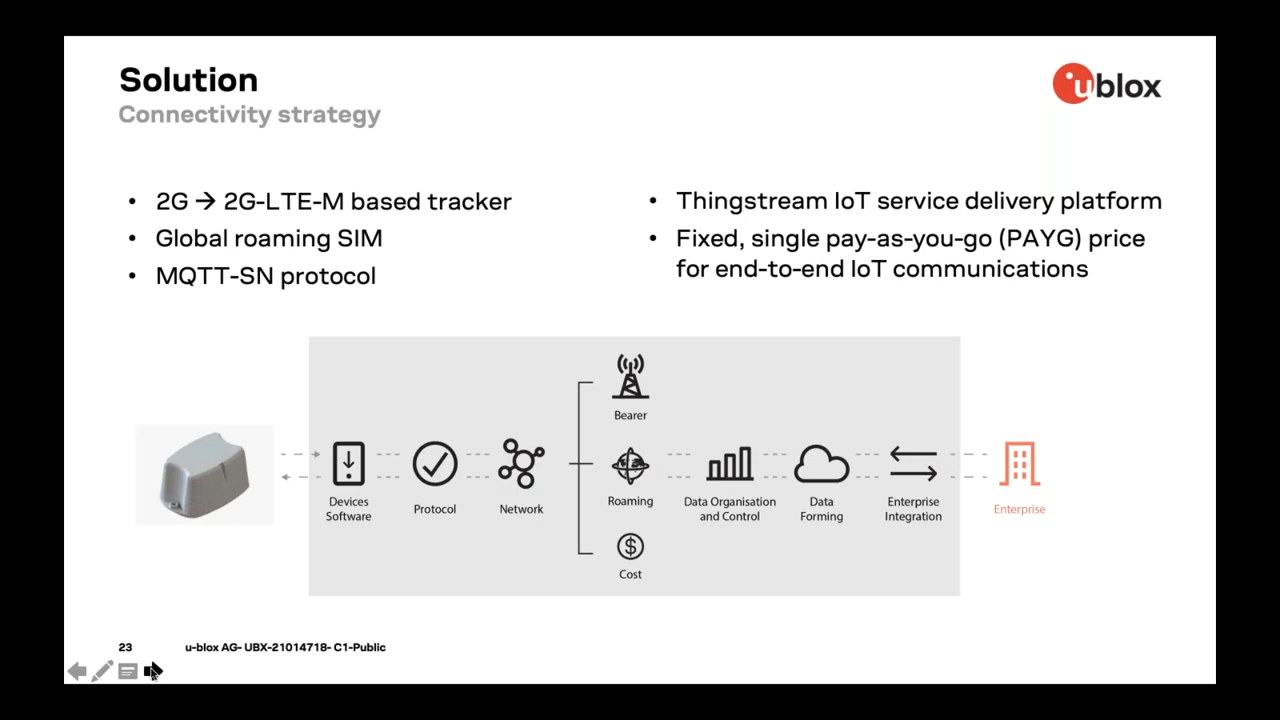 Solution
Connectivity strategy
ublox
• 2G → 2G-LTE-M based tracker
• Global roaming SIM
• MQTT-SN protocol
• Thingstream IoT service delivery platform
• Fixed, single pay-as-you-go (PAYG) price
for end-to-end IoT communications
Bearer
Devices
Software
Protocol
Network
Roaming
Data Organisation
and Control
Data
Forming
Enterprise
Integration
Enterprise
$
Cost
23
u-blox AG- UBX-21014718- C1-Public